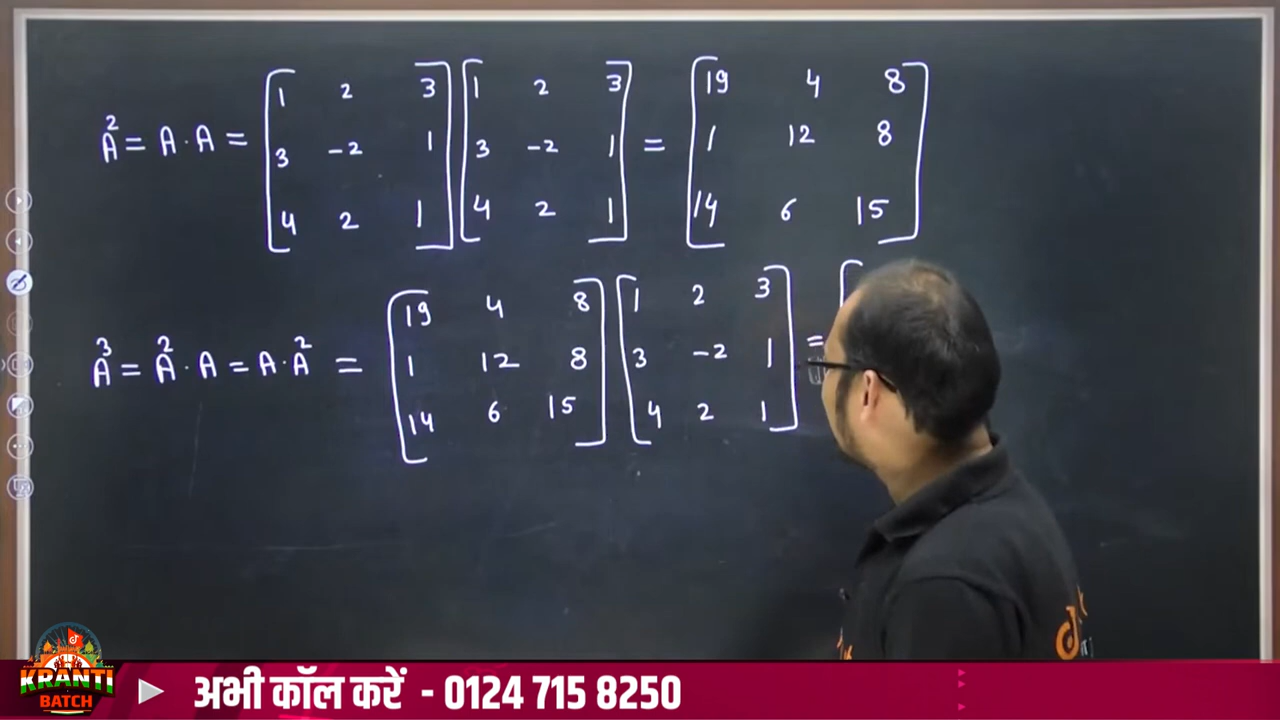 A² = A · A = [1 2 3; 3 -2 1; 4 2 1] [1 2 3; 3 -2 1; 4 2 1] = [19 4 8; 1 12 8; 14 6 15]
A³ = A² · A = A · A² = [19 4 8; 1 12 8; 14 6 15] [1 2 3; 3 -2 1; 4 2 1] = [
KRANTI
BATCH
अभी कॉल करें - 0124 715 8250